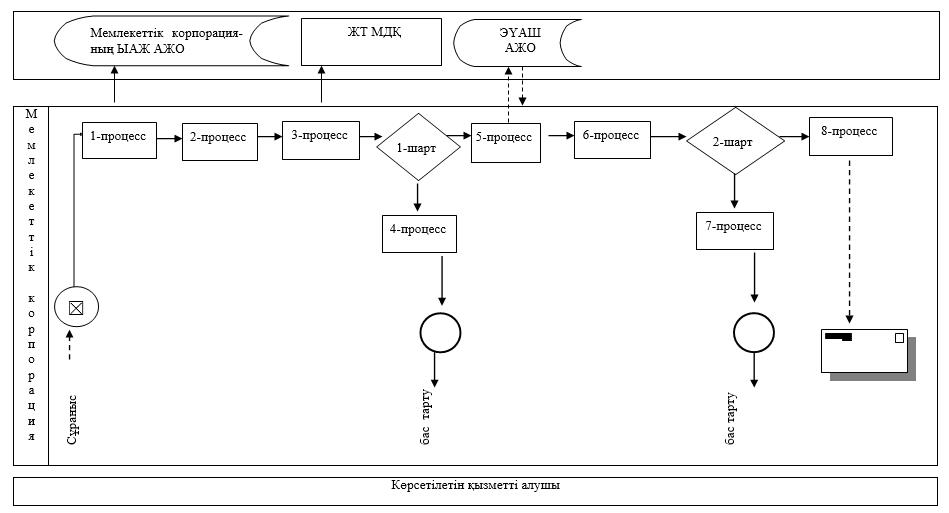 Мемлекеттік корпорация-
ның ЫАЖ АЖО
ЖТ МДҚ
ЭҮАШ
АЖО
Мемлекеттік корпорация
1-процесс
2-процесс
3-процесс
1-шарт
5-процесс
6-процесс
2-шарт
8-процесс
4-процесс
7-процесс
Сұраныс
бас тарту
бас тарту
Көрсетілетін қызметті алушы